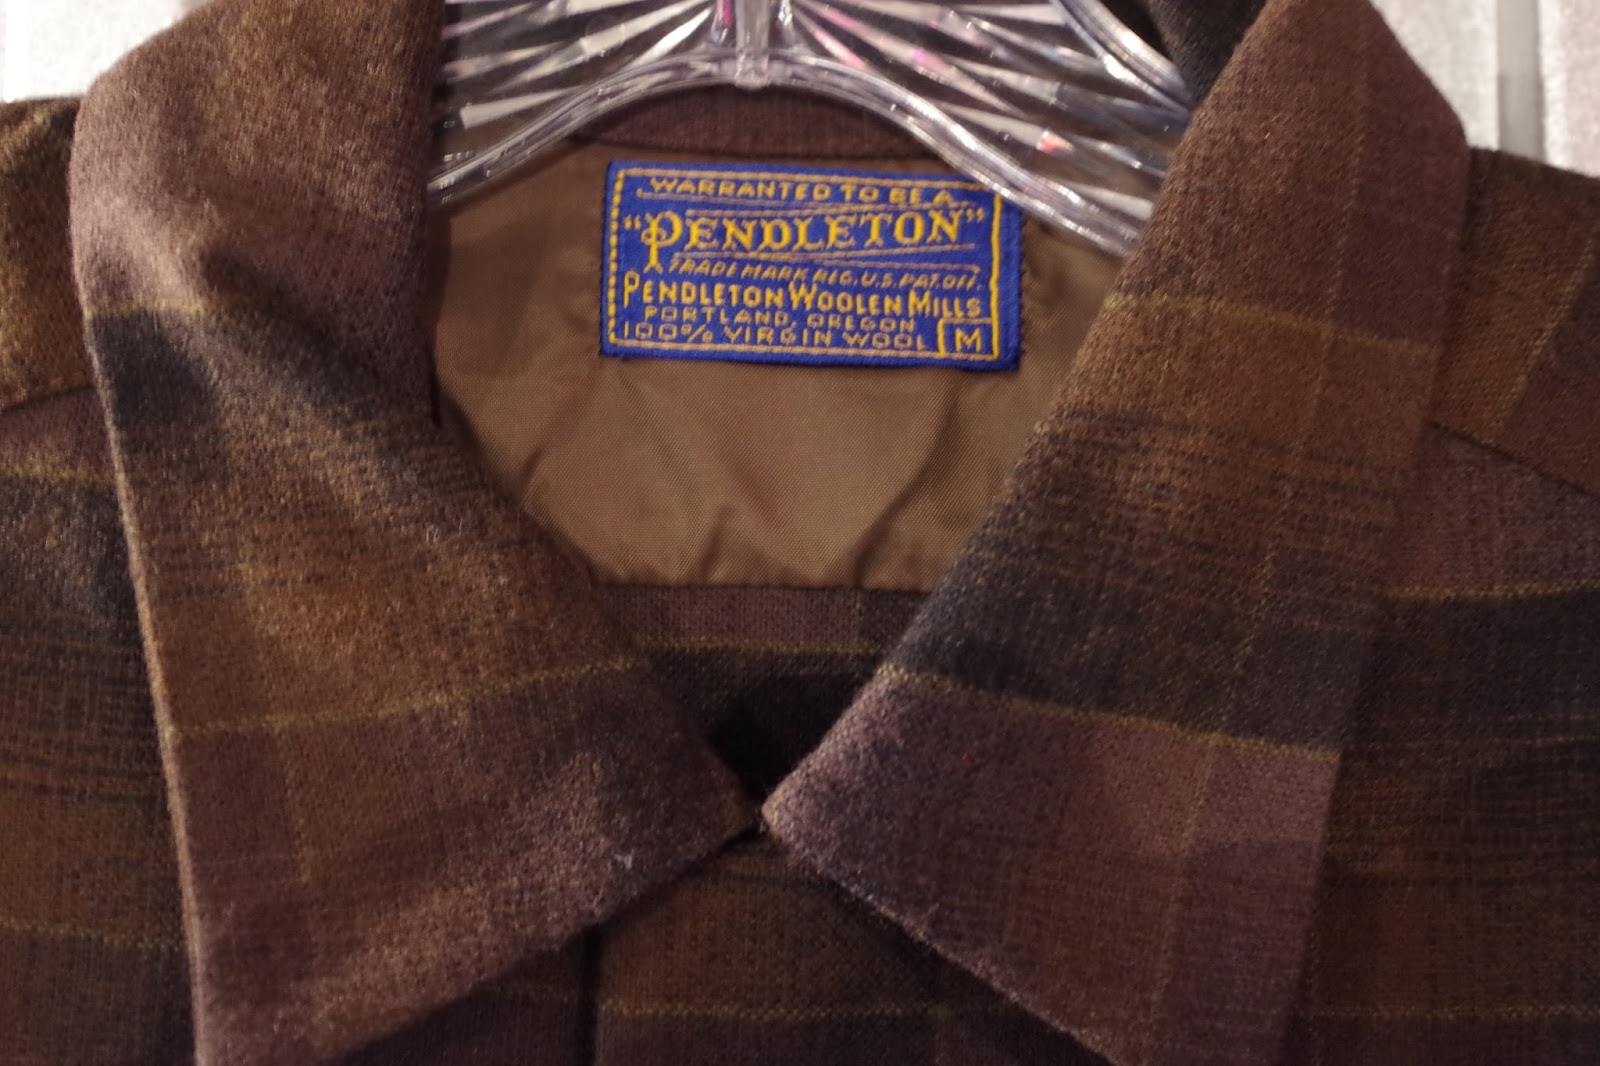 WARRANTED TO BE A
"PENDLETON"
TRADE MARK REG. U.S. PAT. OFF.
PENDLETON WOOLEN MILLS
PORTLAND, OREGON
100% VIRGIN WOOL M